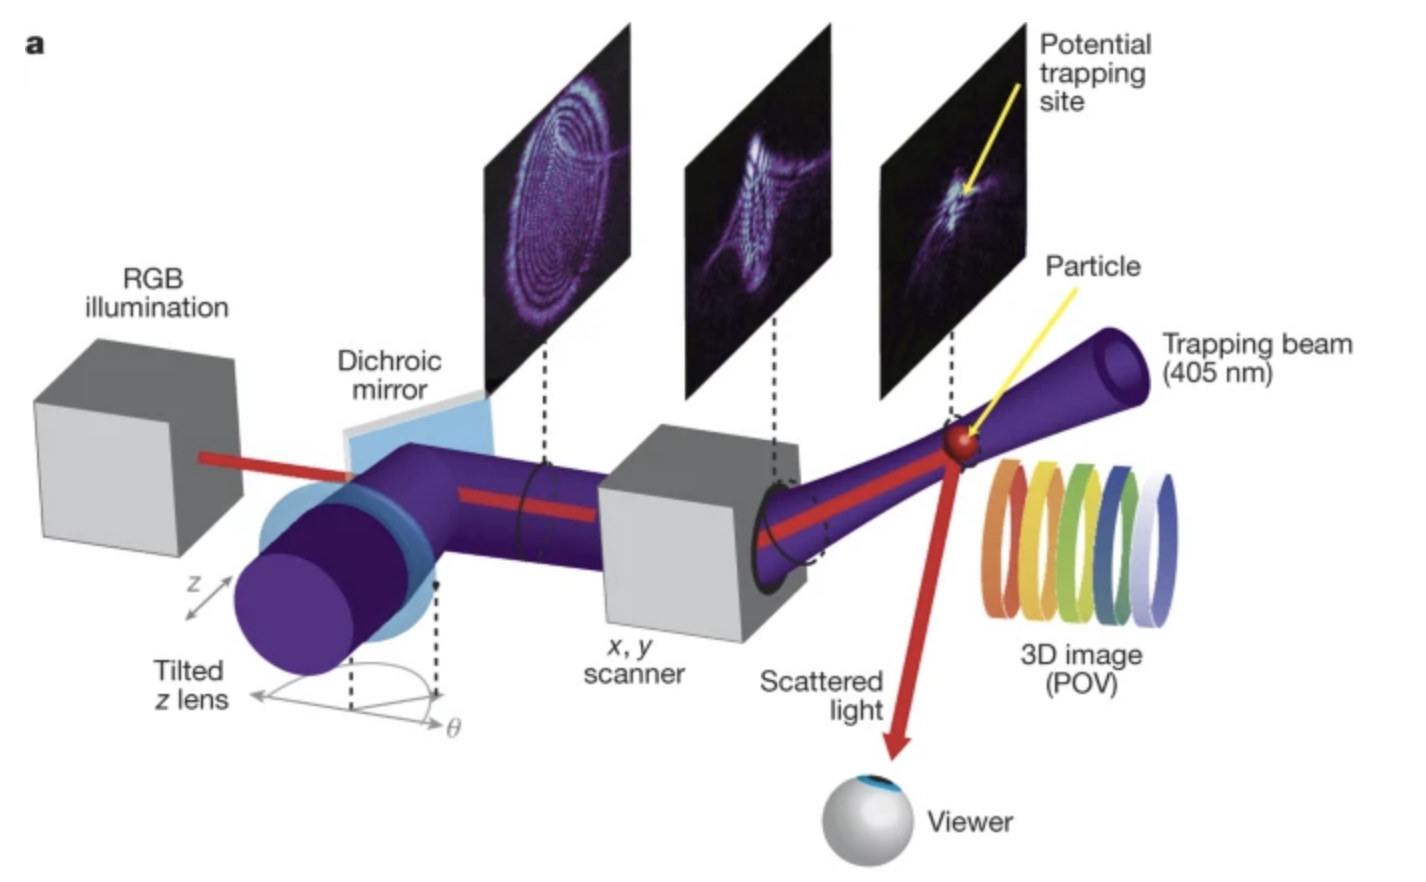 a
Potential
trapping
site
Particle
RGB
illumination
Dichroic
mirror
Trapping beam
(405 nm)
z
Tilted
z lens
θ
x, y
scanner
Scattered
light
3D image
(POV)
Viewer